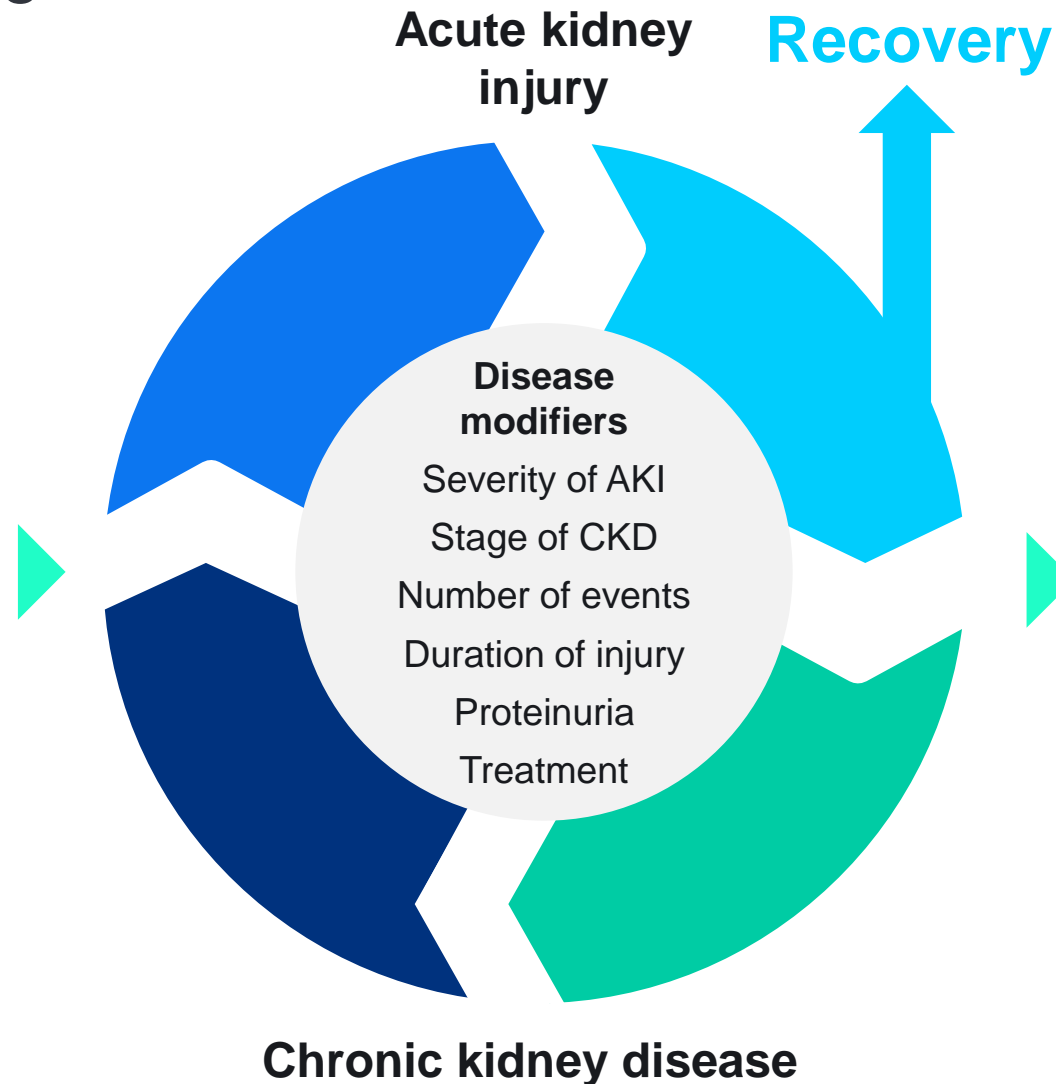 Acute kidney
injury
Recovery
Disease
modifiers
Severity of AKI
Stage of CKD
Number of events
Duration of injury
Proteinuria
Treatment
Chronic kidney disease